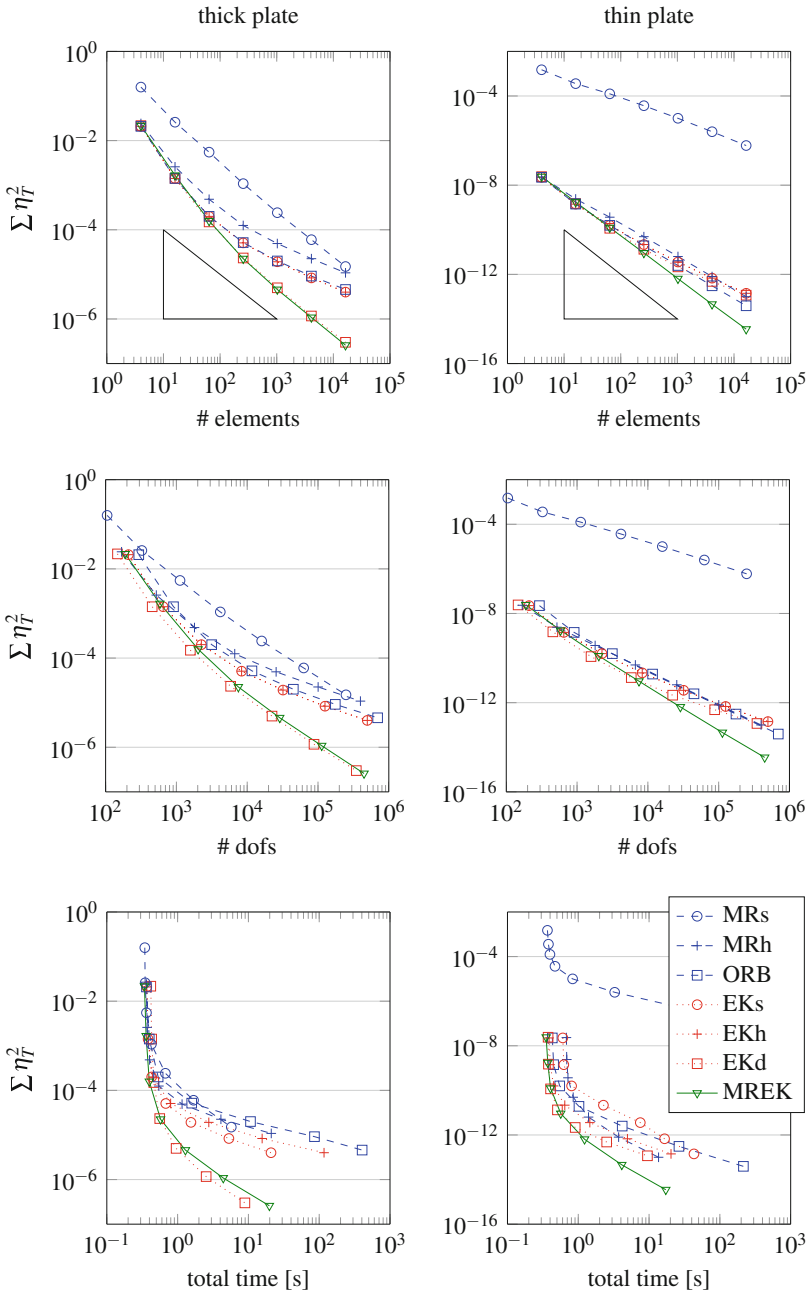 thick plate
thin plate
10^0
10^{-2}
10^{-4}
10^{-6}
Σ η_T^2
10^0 10^1 10^2 10^3 10^4 10^5
# elements
10^{-4}
10^{-8}
10^{-12}
10^{-16}
10^0 10^1 10^2 10^3 10^4 10^5
# elements
10^0
10^{-2}
10^{-4}
10^{-6}
Σ η_T^2
10^2 10^3 10^4 10^5 10^6
# dofs
10^{-4}
10^{-8}
10^{-12}
10^{-16}
10^2 10^3 10^4 10^5 10^6
# dofs
10^0
10^{-2}
10^{-4}
10^{-6}
Σ η_T^2
10^{-1} 10^0 10^1 10^2 10^3
total time [s]
10^{-4}
10^{-8}
10^{-12}
10^{-16}
10^{-1} 10^0 10^1 10^2 10^3
total time [s]
MRs
MRh
ORB
EKs
EKh
EKd
MREK